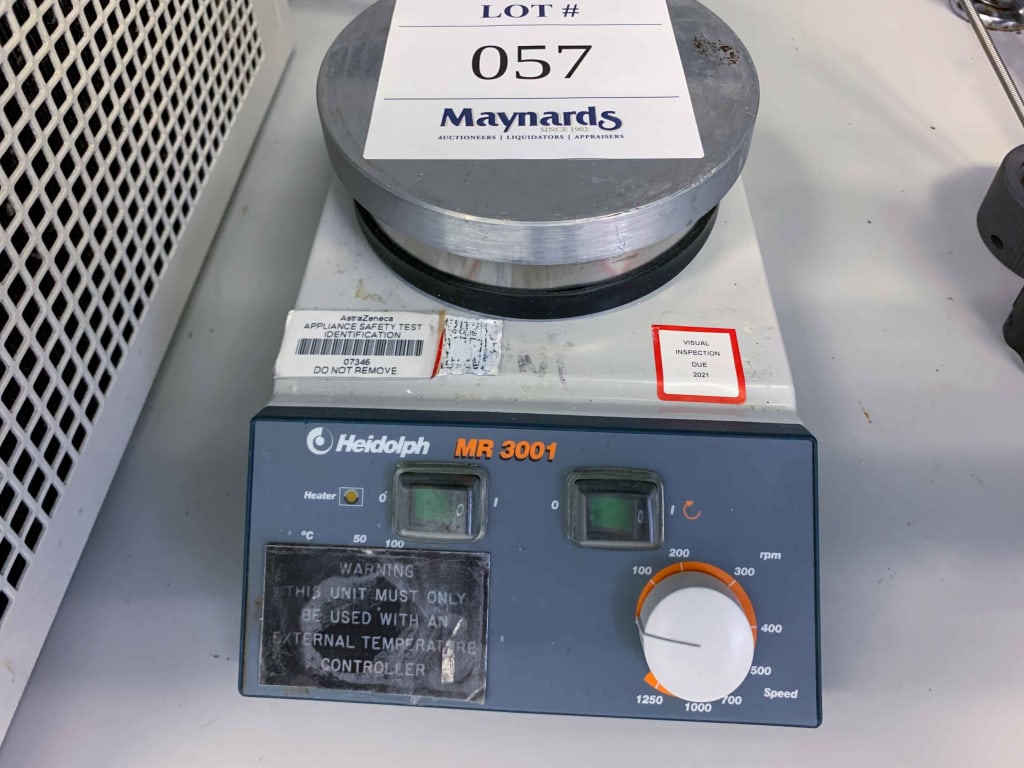 LOT #
057
Maynards
SINCE 1902
AUCTIONEERS | LIQUIDATORS | APPRAISERS
AstraZeneca
APPLIANCE SAFETY TEST
IDENTIFICATION
07346
DO NOT REMOVE
VISUAL
INSPECTION
DUE
2021
Heidolph MR 3001
Heater 0 I 0 I
°C 50 100
WARNING
THIS UNIT MUST ONLY
BE USED WITH AN
EXTERNAL TEMPERATURE
CONTROLLER
rpm
100 200 300
400
500
700
1000
1250
Speed